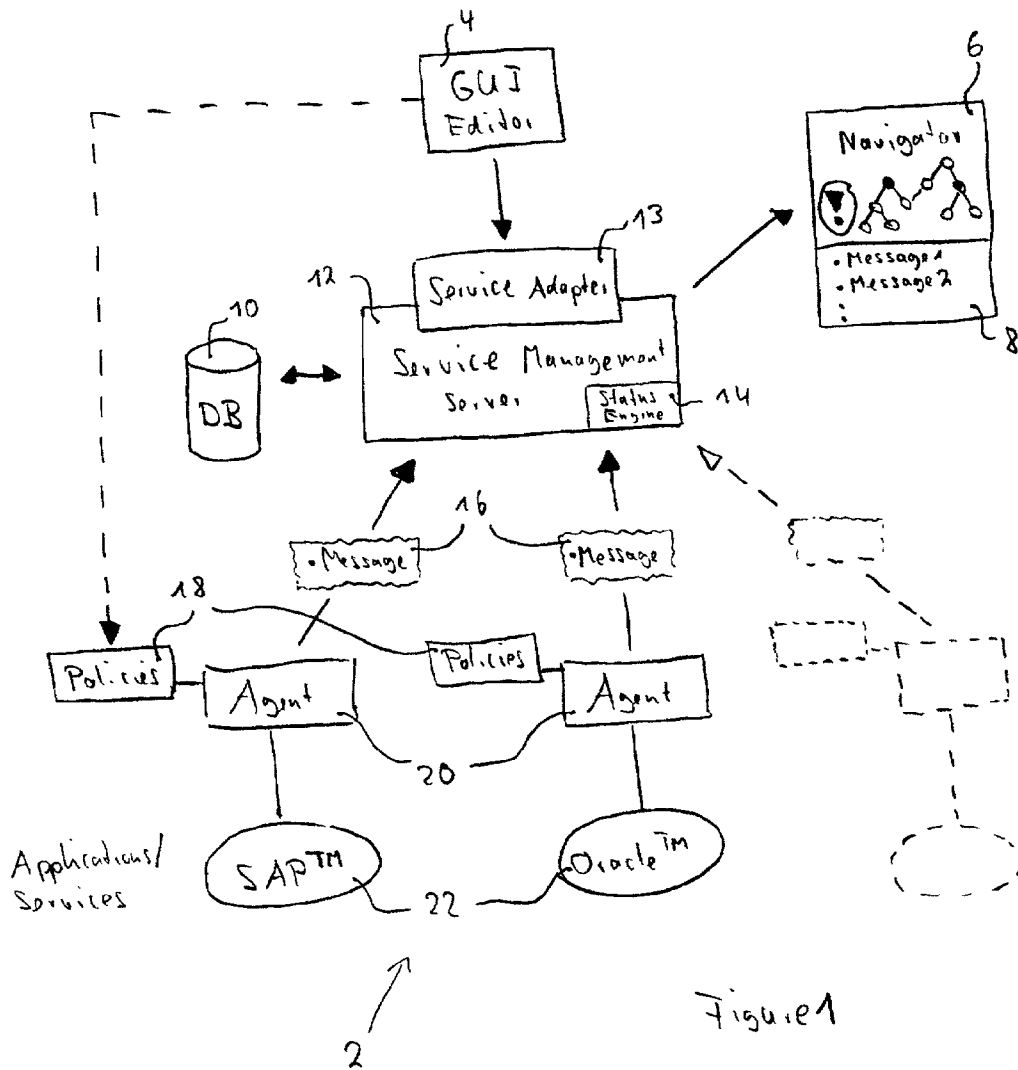 4
GUI
Editor
6
Navigator
!
• Message 1
• Message 2
⋮
8
13
Service Adapter
12
Service Management
Server
Status
Engine
14
10
DB
16
• Message
• Message
18
Policies
Policies
Agent
Agent
20
Applications/
Services
SAP™
Oracle™
22
2
Figure 1